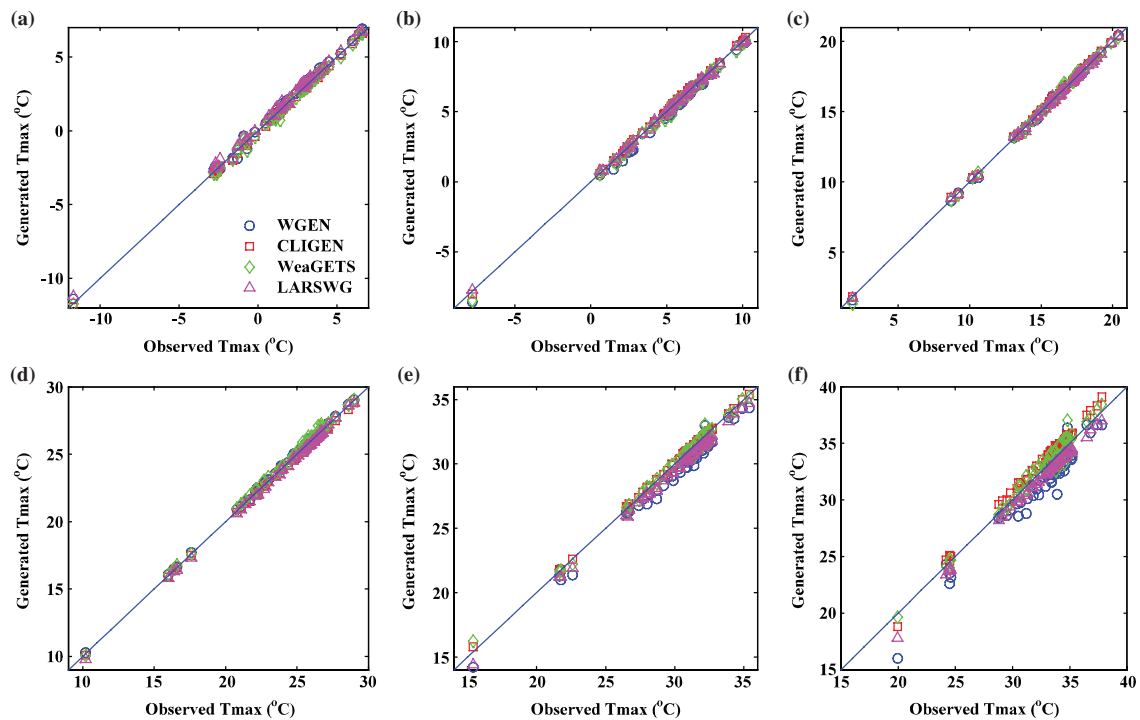 (a)
5
0
-5
-10
Generated Tmax (°C)
-10 -5 0 5
Observed Tmax (°C)
WGEN
CLIGEN
WeaGETS
LARSWG
(b)
10
5
0
-5
Generated Tmax (°C)
-5 0 5 10
Observed Tmax (°C)
(c)
20
15
10
5
Generated Tmax (°C)
5 10 15 20
Observed Tmax (°C)
(d)
30
25
20
15
10
Generated Tmax (°C)
10 15 20 25 30
Observed Tmax (°C)
(e)
35
30
25
20
15
Generated Tmax (°C)
15 20 25 30 35
Observed Tmax (°C)
(f)
40
35
30
25
20
15
Generated Tmax (°C)
15 20 25 30 35 40
Observed Tmax (°C)